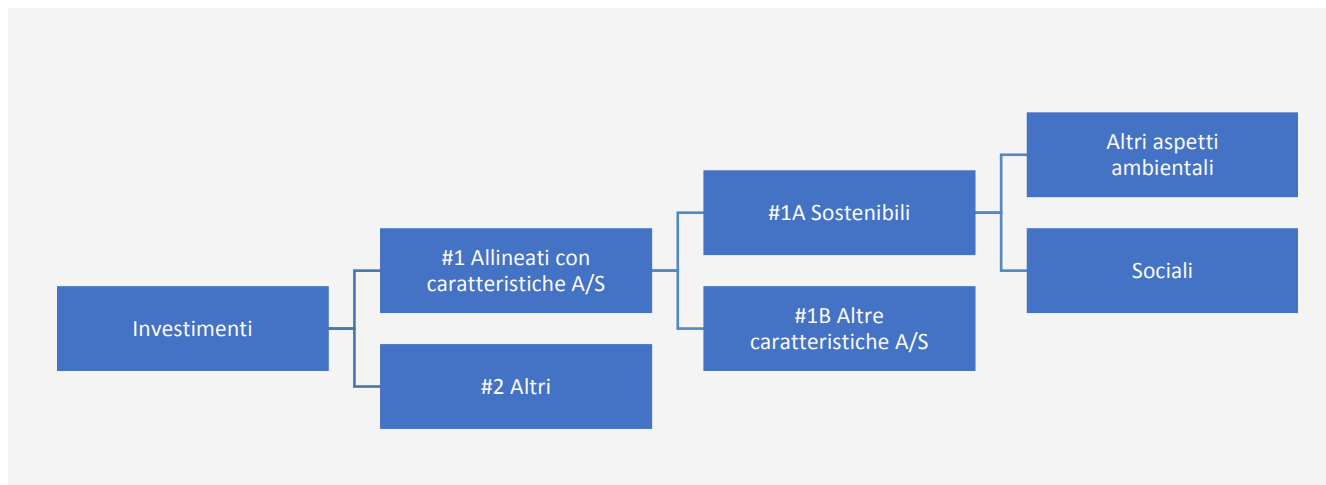 Investimenti
#1 Allineati con
caratteristiche A/S
#2 Altri
#1A Sostenibili
#1B Altre
caratteristiche A/S
Altri aspetti
ambientali
Sociali